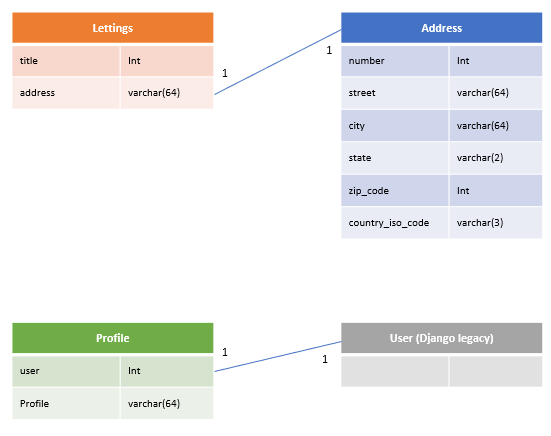 Lettings
title Int
address varchar(64)
1
1
Address
number Int
street varchar(64)
city varchar(64)
state varchar(2)
zip_code Int
country_iso_code varchar(3)
Profile
user Int
Profile varchar(64)
1
1
User (Django legacy)